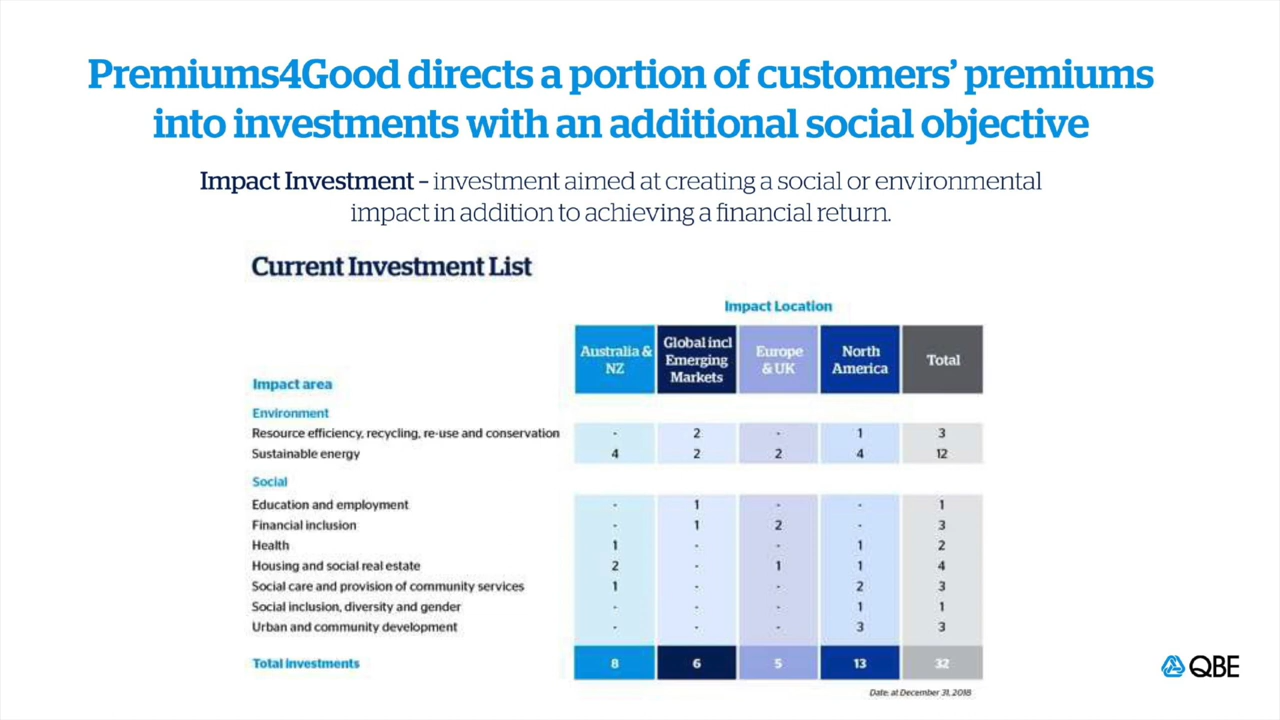 Premiums4Good directs a portion of customers’ premiums
into investments with an additional social objective
Impact Investment – investment aimed at creating a social or environmental
impact in addition to achieving a financial return.
Current Investment List
Impact Location
Impact area Australia & NZ Global incl Emerging Markets Europe & UK North America Total
Environment
Resource efficiency, recycling, re-use and conservation - 2 - 1 3
Sustainable energy 4 2 2 4 12
Social
Education and employment - 1 - - 1
Financial inclusion - 1 2 - 3
Health 1 - - 1 2
Housing and social real estate 2 - 1 1 4
Social care and provision of community services 1 - - 2 3
Social inclusion, diversity and gender - - - 1 1
Urban and community development - - - 3 3
Total investments 8 6 5 13 32
QBE
Date: at December 31, 2018